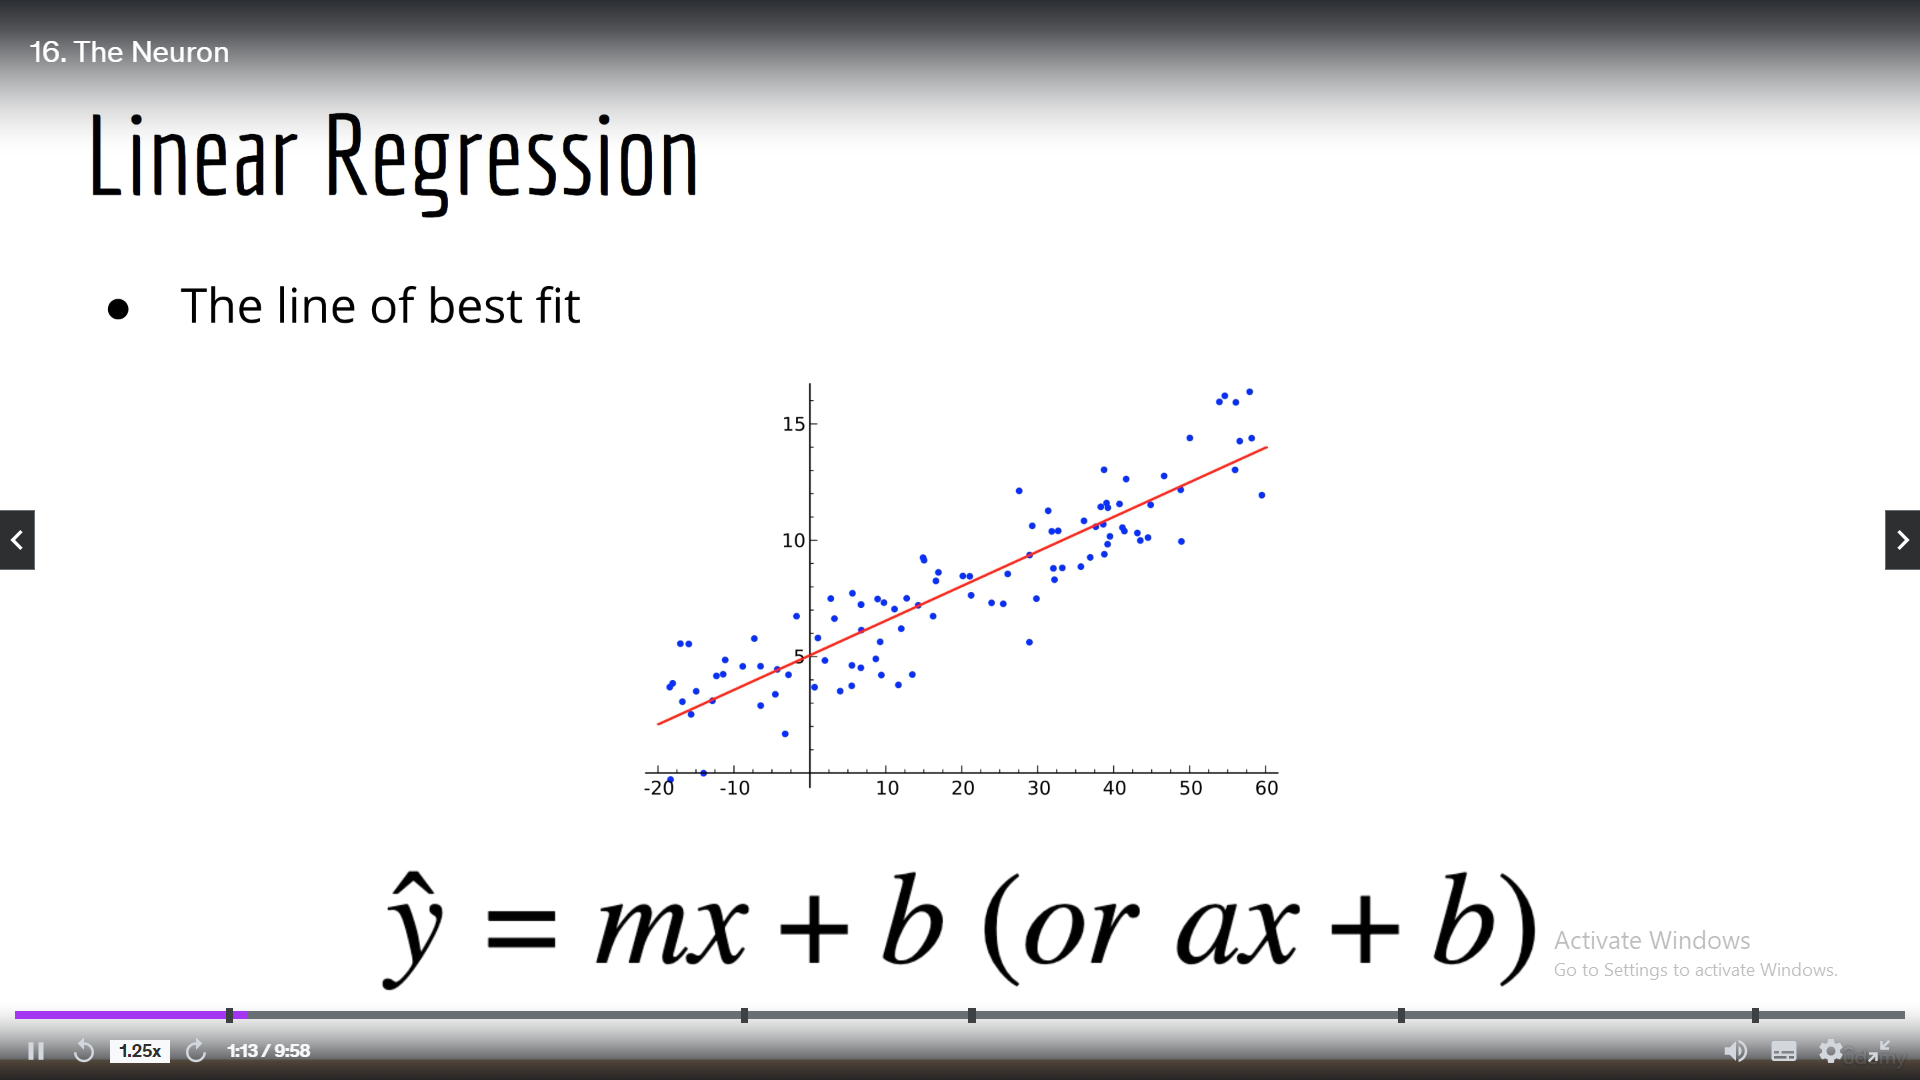 16. The Neuron
Linear Regression
● The line of best fit
15
10
5
-20 -10 10 20 30 40 50 60
ŷ = mx + b (or ax + b)
Activate Windows
Go to Settings to activate Windows.
1.25x 1:13 / 9:58